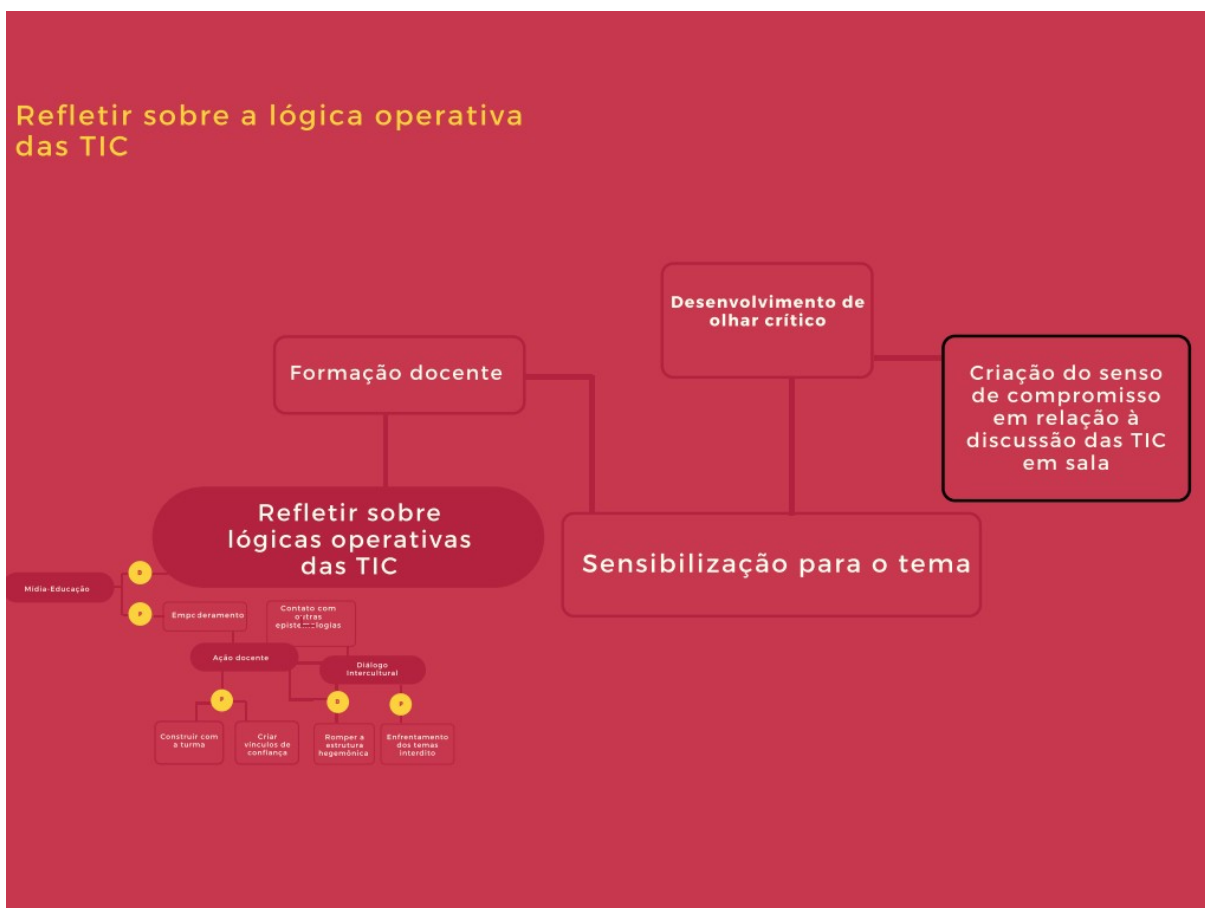 Refletir sobre a lógica operativa
das TIC
Desenvolvimento de
olhar crítico
Formação docente
Criação do senso
de compromisso
em relação à
discussão das TIC
em sala
Refletir sobre
lógicas operativas
das TIC
Sensibilização para o tema
Mídia-Educação
B
P
Empoderamento
Contato com
outras
epistemologias
Ação docente
Diálogo
Intercultural
P
B
P
Construir com
a turma
Criar
vínculos de
confiança
Romper a
estrutura
hegemônica
Enfrentamento
dos temas
interdito